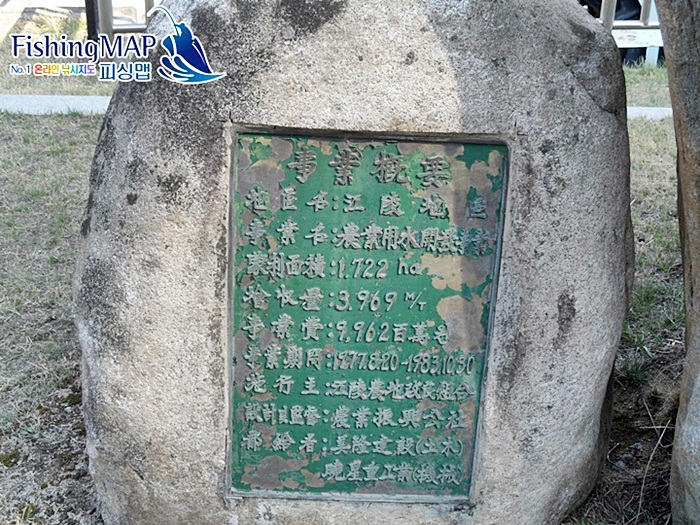 FishingMAP
No.1 온라인 낚시지도 피싱맵
事業概要
地區名:江陵地區
事業名:農業用水開發事業
蒙利面積:1,722 ha
增收量:3,969 M/T
事業費:9,962百萬원
事業期間:1977.8.20-1983.10.30
施行主:江陵農地改良組合
設計및監督:農業振興公社
都給者:美隆建設(土木)
曉星重工業(機械)